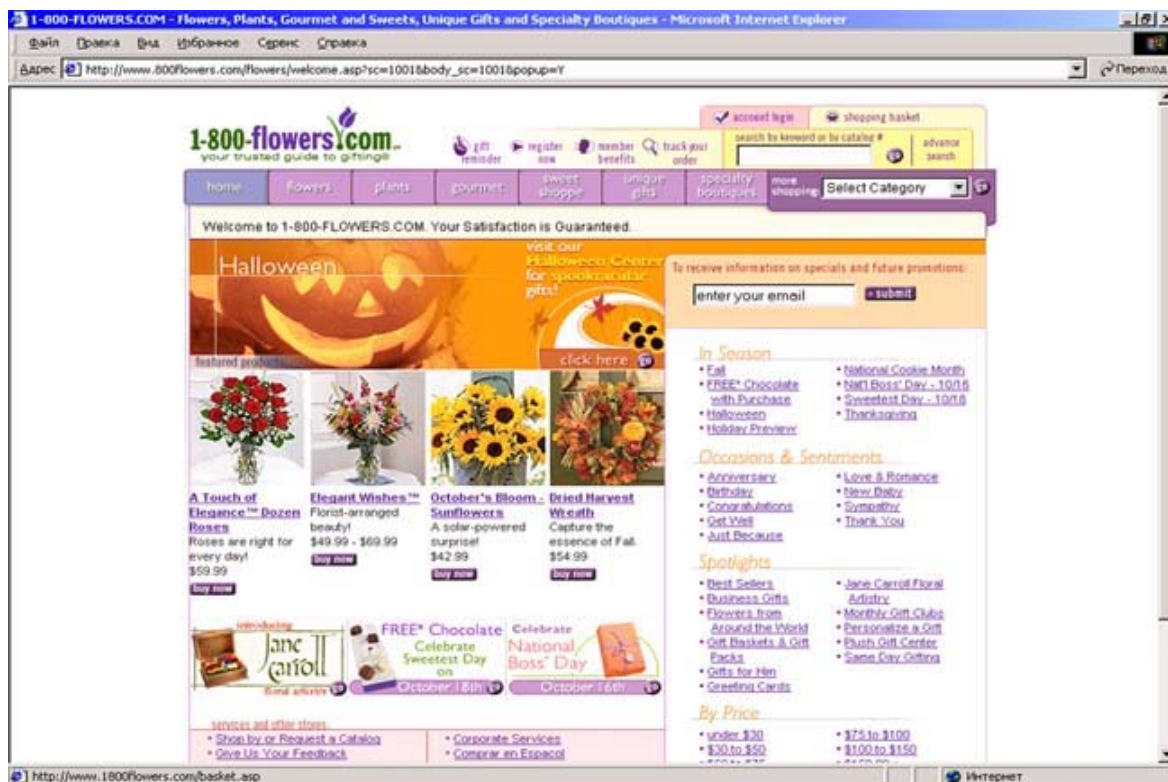 1-800-FLOWERS.COM - Flowers, Plants, Gourmet and Sweets, Unique Gifts and Specialty Boutiques - Microsoft Internet Explorer
Файл Правка Вид Избранное Сервис Справка
Адрес http://www.800flowers.com/flowers/welcome.asp?sc=1001&body_sc=1001&popup=Y Переход
1-800-flowers.com
your trusted guide to gifting®
account login shopping basket
gift reminder
register now
member benefits
track your order
search by keyword or by catalog #
advance search
home flowers plants gourmet sweet shoppe unique gifts specialty boutiques more shopping Select Category
Welcome to 1-800-FLOWERS.COM. Your Satisfaction is Guaranteed.
Halloween
visit our
Halloween Center
for spooktacular
gifts!
click here
featured products
To receive information on specials and future promotions:
enter your email submit
A Touch of
Elegance™ Dozen
Roses
Roses are right for
every day!
$59.99
buy now
Elegant Wishes™
Florist-arranged
beauty!
$49.99 - $69.99
buy now
October's Bloom -
Sunflowers
A solar-powered
surprise!
$42.99
buy now
Dried Harvest
Wreath
Capture the
essence of Fall.
$54.99
buy now
introducing
Jane
Carroll
floral artistry
FREE* Chocolate
Celebrate
Sweetest Day
on
October 18th
Celebrate
National
Boss' Day
October 16th
services and other stores:
• Shop by or Request a Catalog
• Give Us Your Feedback
• Corporate Services
• Comprar en Espacol
In Season
• Fall
• FREE* Chocolate
with Purchase
• Halloween
• Holiday Preview
• National Cookie Month
• Nat'l Boss' Day - 10/16
• Sweetest Day - 10/18
• Thanksgiving
Occasions & Sentiments
• Anniversary
• Birthday
• Congratulations
• Get Well
• Just Because
• Love & Romance
• New Baby
• Sympathy
• Thank You
Spotlights
• Best Sellers
• Business Gifts
• Flowers from
Around the World
• Gift Baskets & Gift
Packs
• Gifts for Him
• Greeting Cards
• Jane Carroll Floral
Artistry
• Monthly Gift Clubs
• Personalize a Gift
• Plush Gift Center
• Same Day Gifting
By Price
• under $30
• $30 to $50
• $75 to $100
• $100 to $150
http://www.1800flowers.com/basket.asp Интернет